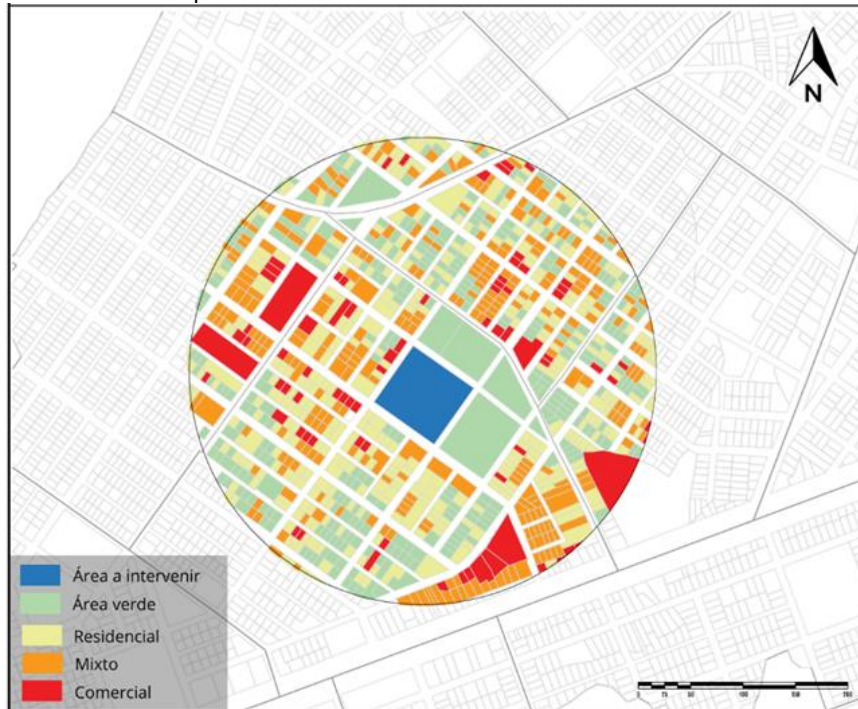 N
Área a intervenir
Área verde
Residencial
Mixto
Comercial